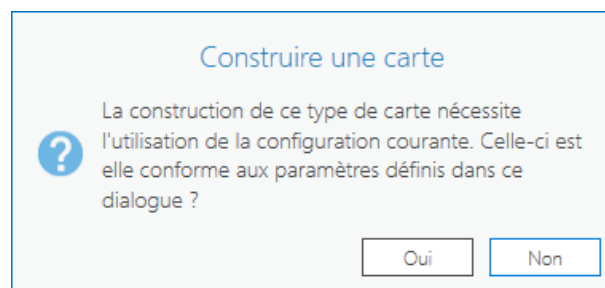 Construire une carte
La construction de ce type de carte nécessite
l'utilisation de la configuration courante. Celle-ci est
elle conforme aux paramètres définis dans ce
dialogue ?
Oui
Non